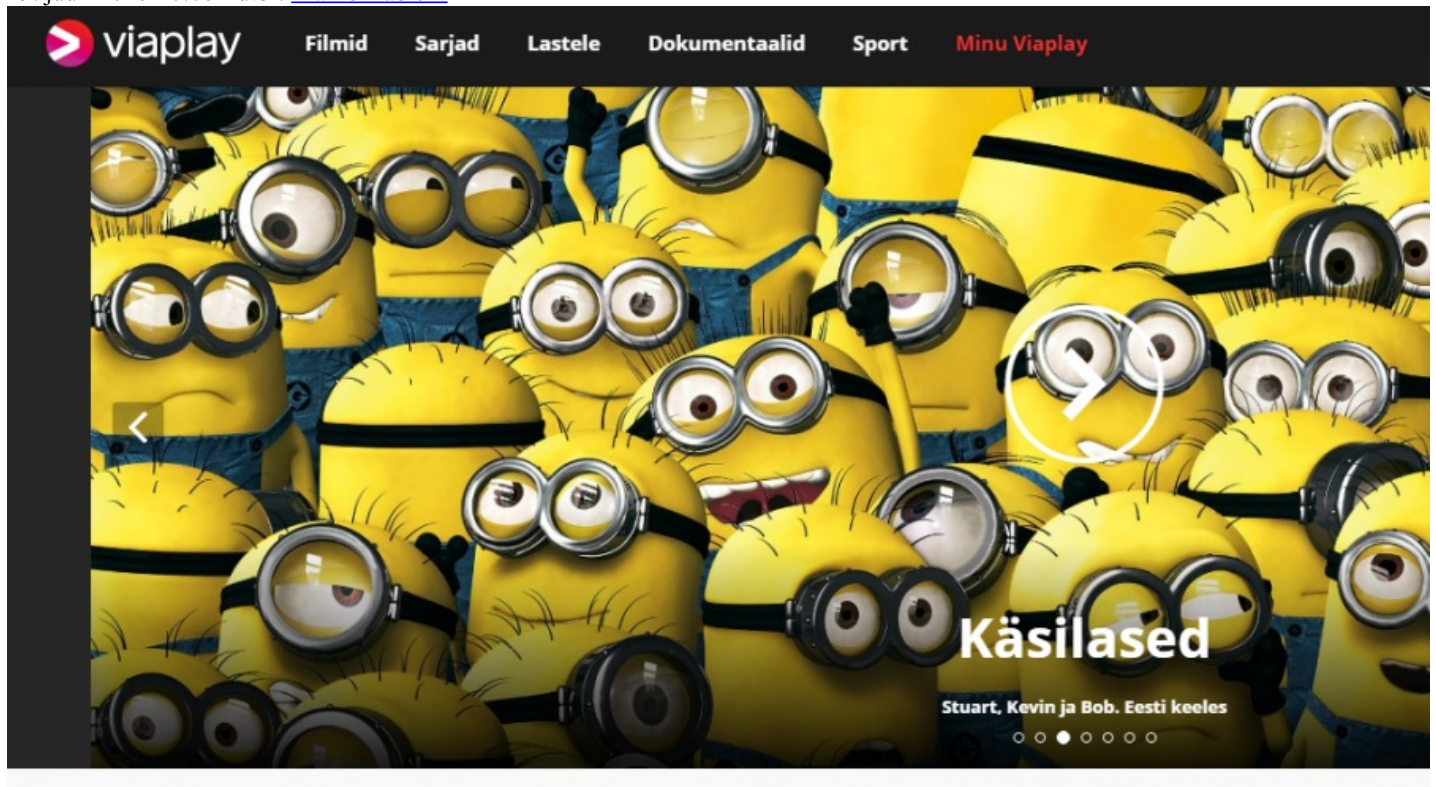 viaplay Filmid Sarjad Lastele Dokumentaalid Sport Minu Viaplay
Käsilased
Stuart, Kevin ja Bob. Eesti keeles